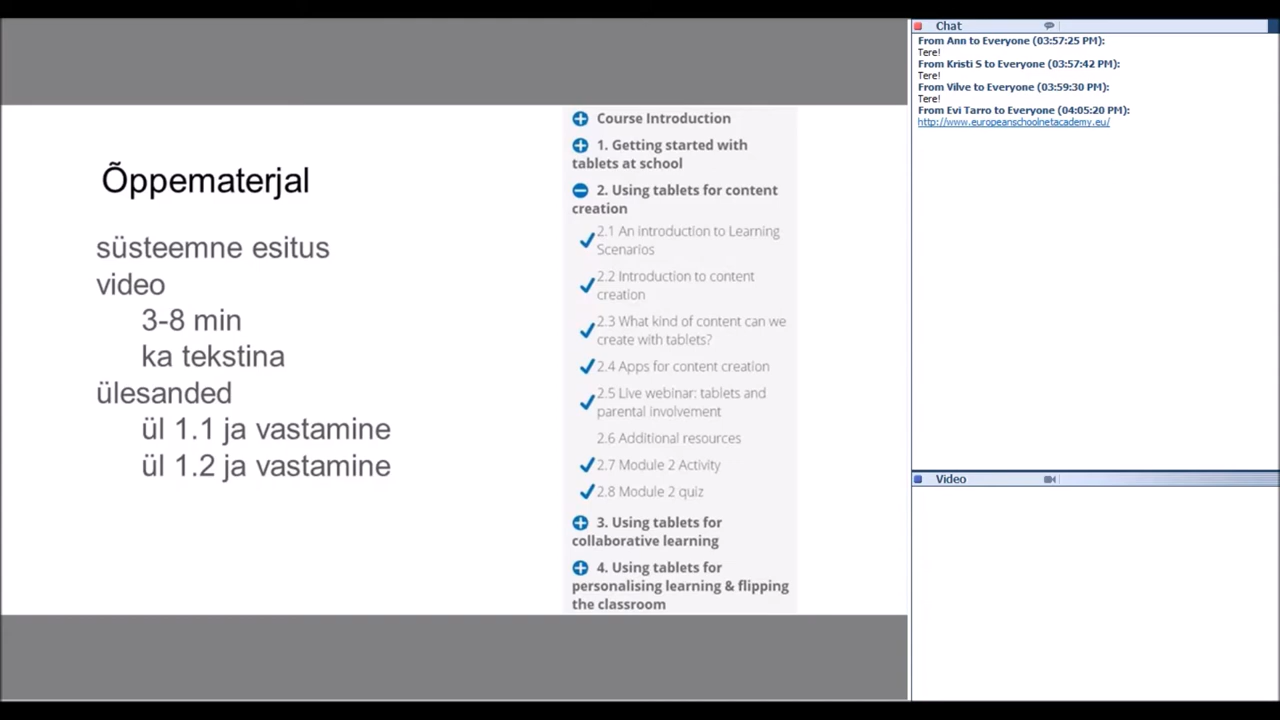 Õppematerjal
süsteemne esitus
video
3-8 min
ka tekstina
ülesanded
ül 1.1 ja vastamine
ül 1.2 ja vastamine
Course Introduction
1. Getting started with
tablets at school
2. Using tablets for content
creation
2.1 An introduction to Learning
Scenarios
2.2 Introduction to content
creation
2.3 What kind of content can we
create with tablets?
2.4 Apps for content creation
2.5 Live webinar: tablets and
parental involvement
2.6 Additional resources
2.7 Module 2 Activity
2.8 Module 2 quiz
3. Using tablets for
collaborative learning
4. Using tablets for
personalising learning & flipping
the classroom
Chat
From Ann to Everyone (03:57:25 PM):
Tere!
From Kristi S to Everyone (03:57:42 PM):
Tere!
From Vilve to Everyone (03:59:30 PM):
Tere!
From Evi Tarro to Everyone (04:05:20 PM):
http://www.europeanschoolnetacademy.eu/
Video